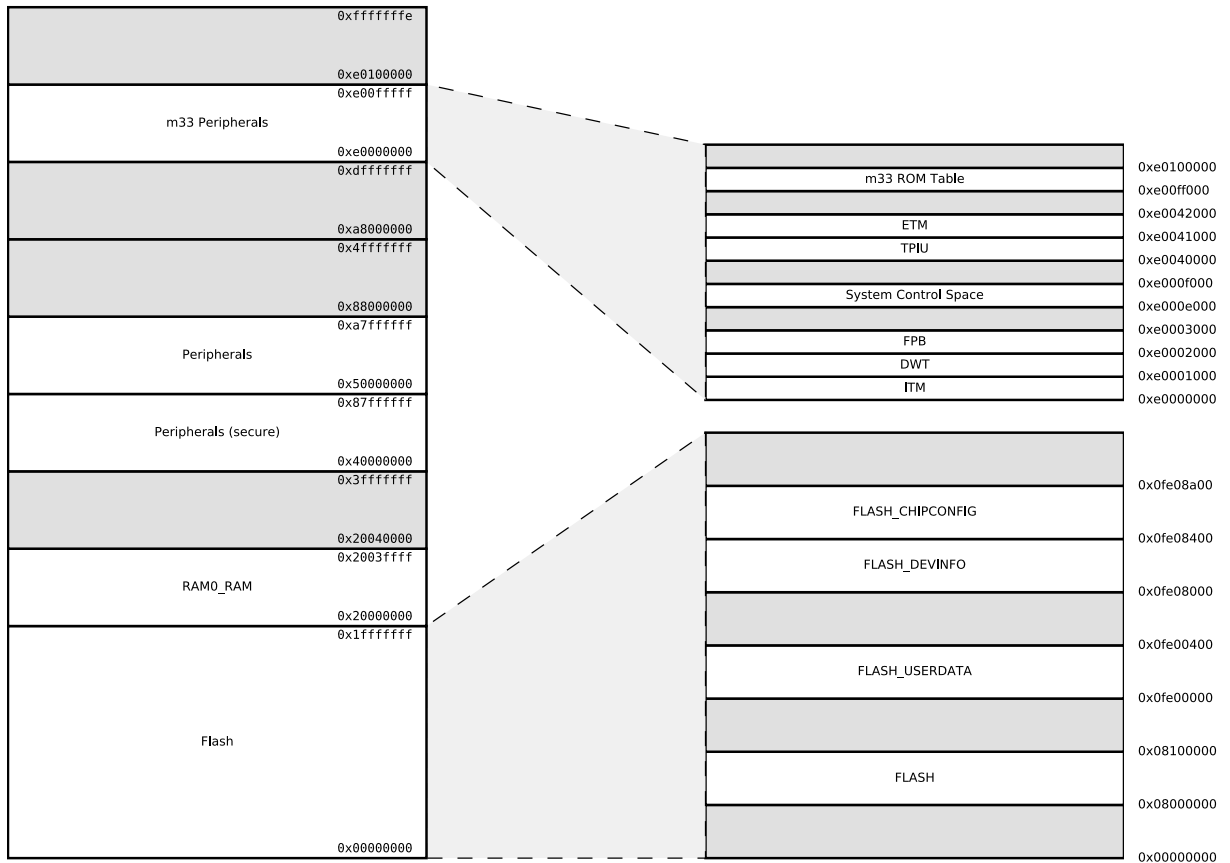 0xfffffffe
0xe0100000
0xe00fffff
m33 Peripherals
0xe0000000
0xdfffffff
0xa8000000
0x4fffffff
0x88000000
0xa7ffffff
Peripherals
0x50000000
0x87ffffff
Peripherals (secure)
0x40000000
0x3fffffff
0x20040000
0x2003ffff
RAM0_RAM
0x20000000
0x1fffffff
Flash
0x00000000
0xe0100000
m33 ROM Table
0xe00ff000
0xe0042000
ETM
0xe0041000
TPIU
0xe0040000
0xe000f000
System Control Space
0xe000e000
0xe0003000
FPB
0xe0002000
DWT
0xe0001000
ITM
0xe0000000
0x0fe08a00
FLASH_CHIPCONFIG
0x0fe08400
FLASH_DEVINFO
0x0fe08000
0x0fe00400
FLASH_USERDATA
0x0fe00000
0x08100000
FLASH
0x08000000
0x00000000